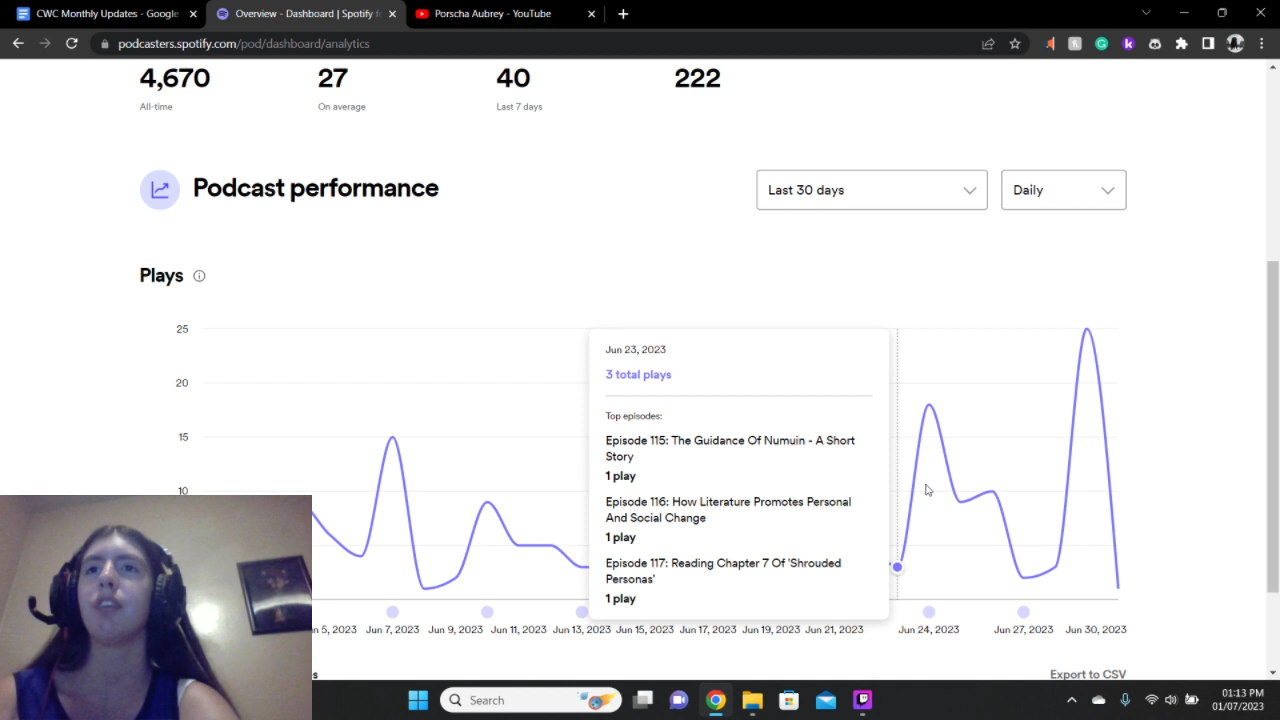 CWC Monthly Updates - Google
Overview - Dashboard | Spotify f
Porscha Aubrey - YouTube
podcasters.spotify.com/pod/dashboard/analytics
4,670
27
40
222
All-time
On average
Last 7 days
Podcast performance
Last 30 days
Daily
Plays
25
20
15
10
Jun 23, 2023
3 total plays
Top episodes:
Episode 115: The Guidance Of Numuin - A Short
Story
1 play
Episode 116: How Literature Promotes Personal
And Social Change
1 play
Episode 117: Reading Chapter 7 Of 'Shrouded
Personas'
1 play
n 5, 2023 Jun 7, 2023 Jun 9, 2023 Jun 11, 2023 Jun 13, 2023 Jun 15, 2023 Jun 17, 2023 Jun 19, 2023 Jun 21, 2023 Jun 24, 2023 Jun 27, 2023 Jun 30, 2023
s
Export to CSV
Search
01:13 PM
01/07/2023